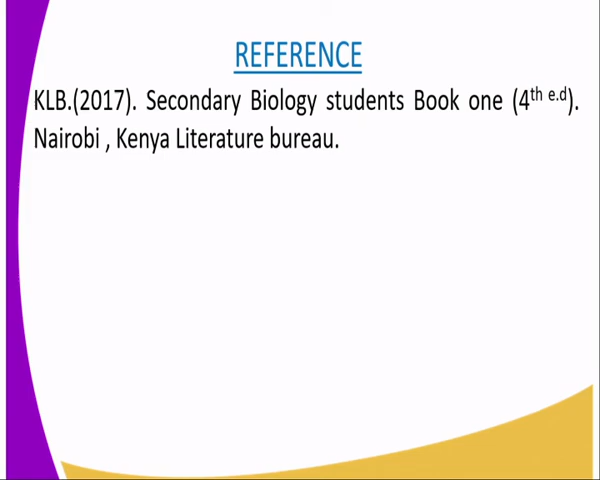 REFERENCE
KLB.(2017). Secondary Biology students Book one (4th e.d).
Nairobi , Kenya Literature bureau.